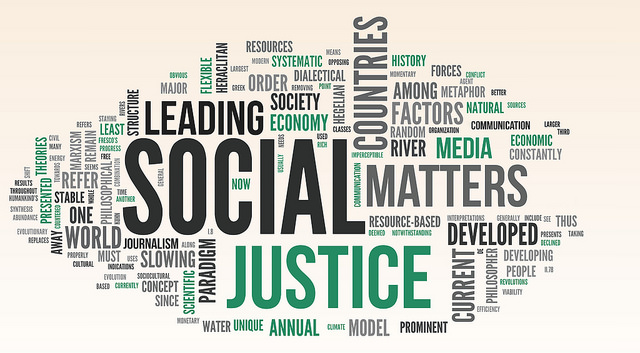 RESOURCES
MEANS
COUNTRIES
MODERN SYSTEMATIC OPPOSING
HISTORY
OBVIOUS FLEXIBLE HERACLITAN LARGEST
DIALECTICAL
MOMENTARY FORCES CONFLICT
MAJOR
GREEK ORDER REMOVING POINT
AGENT
STRUCTURE
SOCIETY
HEGELIAN
AMONG METAPHOR BETTER
RIVERS
LEADING
ECONOMY
CLASSES
FACTORS NATURAL SOURCES
REFERS STAYING
LEAST
NEEDS USED
RICH
RANDOM ORGANIZATION COMMUNICATION LARGER
THIRD
CIVIL
MANY
THEORIES
MARXISM
REMAIN
FRESCO'S
PROGRESS
SOCIAL
USUALLY
RIVER MEDIA
ECONOMIC
CONSTANTLY
ENERGY
SEEMS
FREE
IMPERCEPTIBLE
SHIFT
TOWARDS
PHILOSOPHICAL
COMBINATION
GENERAL
NOW
COMMUNICATION
MATTERS
RESULTS
THROUGHOUT
HUMANKIND'S
PRESENTED
REFER
STABLE
WHOLE
TIME
ANOTHER
SYNTHESIS
ABUNDANCE
COUNTERED
ONE
RESOURCE-BASED
INTERPRETATIONS GENERALLY INCLUDE SEE THUS
EVOLUTIONARY
REPLACES
AWAY
WORLD
1.8
DEEMED NOTWITHSTANDING
DEVELOPED
PRESENTS TAKING
DECLINED
JOURNALISM ALONG
PROPERLY
CULTURAL
MUST USES SLOWING
PARADIGM
JUSTICE
CURRENT
DE
PHILOSOPHER
DEVELOPING
INDICATIONS
EVOLUTION SOCIOCULTURAL
PEOPLE
BASED CURRENTLY CONCEPT
SCIENTIFIC
REVOLUTIONS
VIABILITY
SINCE
EFFICIENCY
MONETARY WATER UNIQUE ANNUAL CLIMATE MODEL PROMINENT